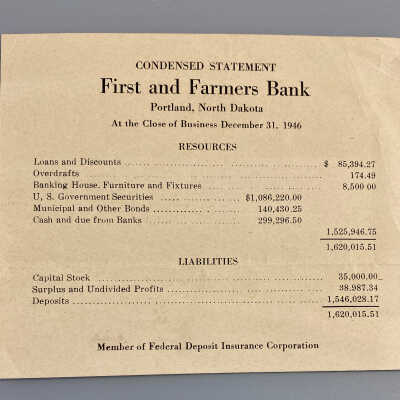 CONDENSED STATEMENT
First and Farmers Bank
Portland, North Dakota
At the Close of Business December 31, 1946
RESOURCES
Loans and Discounts $ 85,394.27
Overdrafts 174.49
Banking House, Furniture and Fixtures 8,500 00
U, S. Government Securities $1,086,220.00
Municipal and Other Bonds 140,430.25
Cash and due from Banks 299,296.50
1,525,946.75
1,620,015.51
LIABILITIES
Capital Stock 35,000.00
Surplus and Undivided Profits 38,987.34
Deposits 1,546,028.17
1,620,015.51
Member of Federal Deposit Insurance Corporation